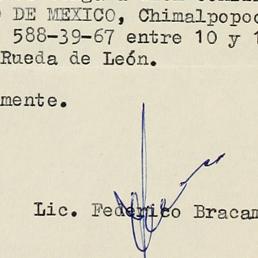 DE MEXICO, Chimalpopoc
588-39-67 entre 10 y 1
Rueda de León.
mente.
Lic. Federico Bracam